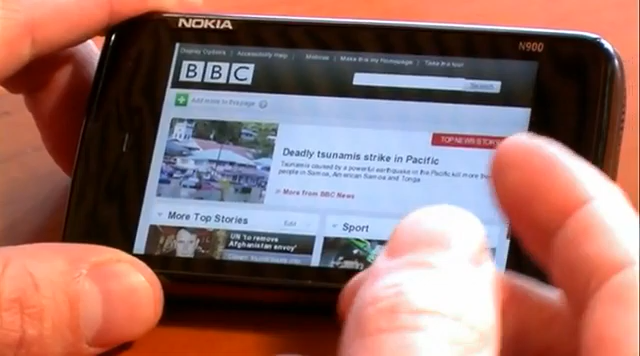 NOKIA
N900
Display Options | Accessibility Help | Mobile | Make this my homepage | Take the tour
BBC
Search
Add more to this page
TOP NEWS STORY
Deadly tsunamis strike in Pacific
Tsunamis caused by a powerful earthquake in the Pacific kill more than
people in Samoa, American Samoa and Tonga.
More from BBC News
More Top Stories
Edit
Sport
UN 'to remove
Afghanistan envoy'